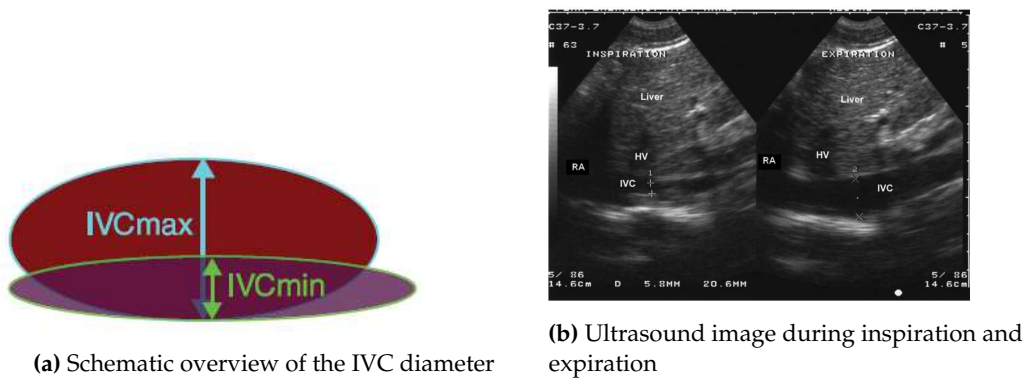 IVCmax
IVCmin
(a) Schematic overview of the IVC diameter
C37-3.7
# 63
INSPIRATION
Liver
HV
RA
1
IVC
5/ 86
14.6cm
D 5.8MM 20.6MM
C37-3.7
# 5
EXPIRATION
Liver
HV
RA
2
IVC
5/ 86
14.6cm
(b) Ultrasound image during inspiration and
expiration